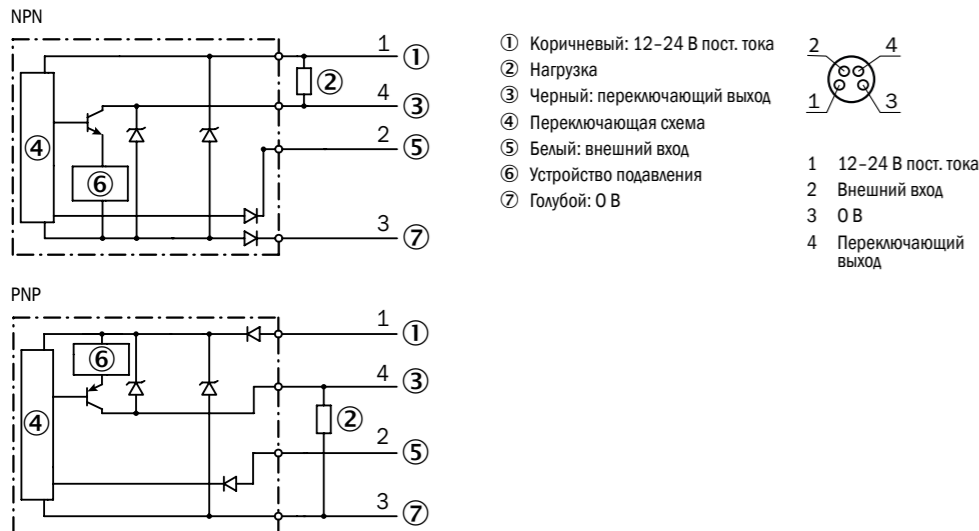 NPN
1 ①
②
4 ③
2 ⑤
④
⑥
3 ⑦
PNP
1 ①
⑥
4 ③
④
②
2 ⑤
3 ⑦
① Коричневый: 12–24 В пост. тока
② Нагрузка
③ Черный: переключающий выход
④ Переключающая схема
⑤ Белый: внешний вход
⑥ Устройство подавления
⑦ Голубой: 0 В
2 4
1 3
1 12–24 В пост. тока
2 Внешний вход
3 0 В
4 Переключающий
выход